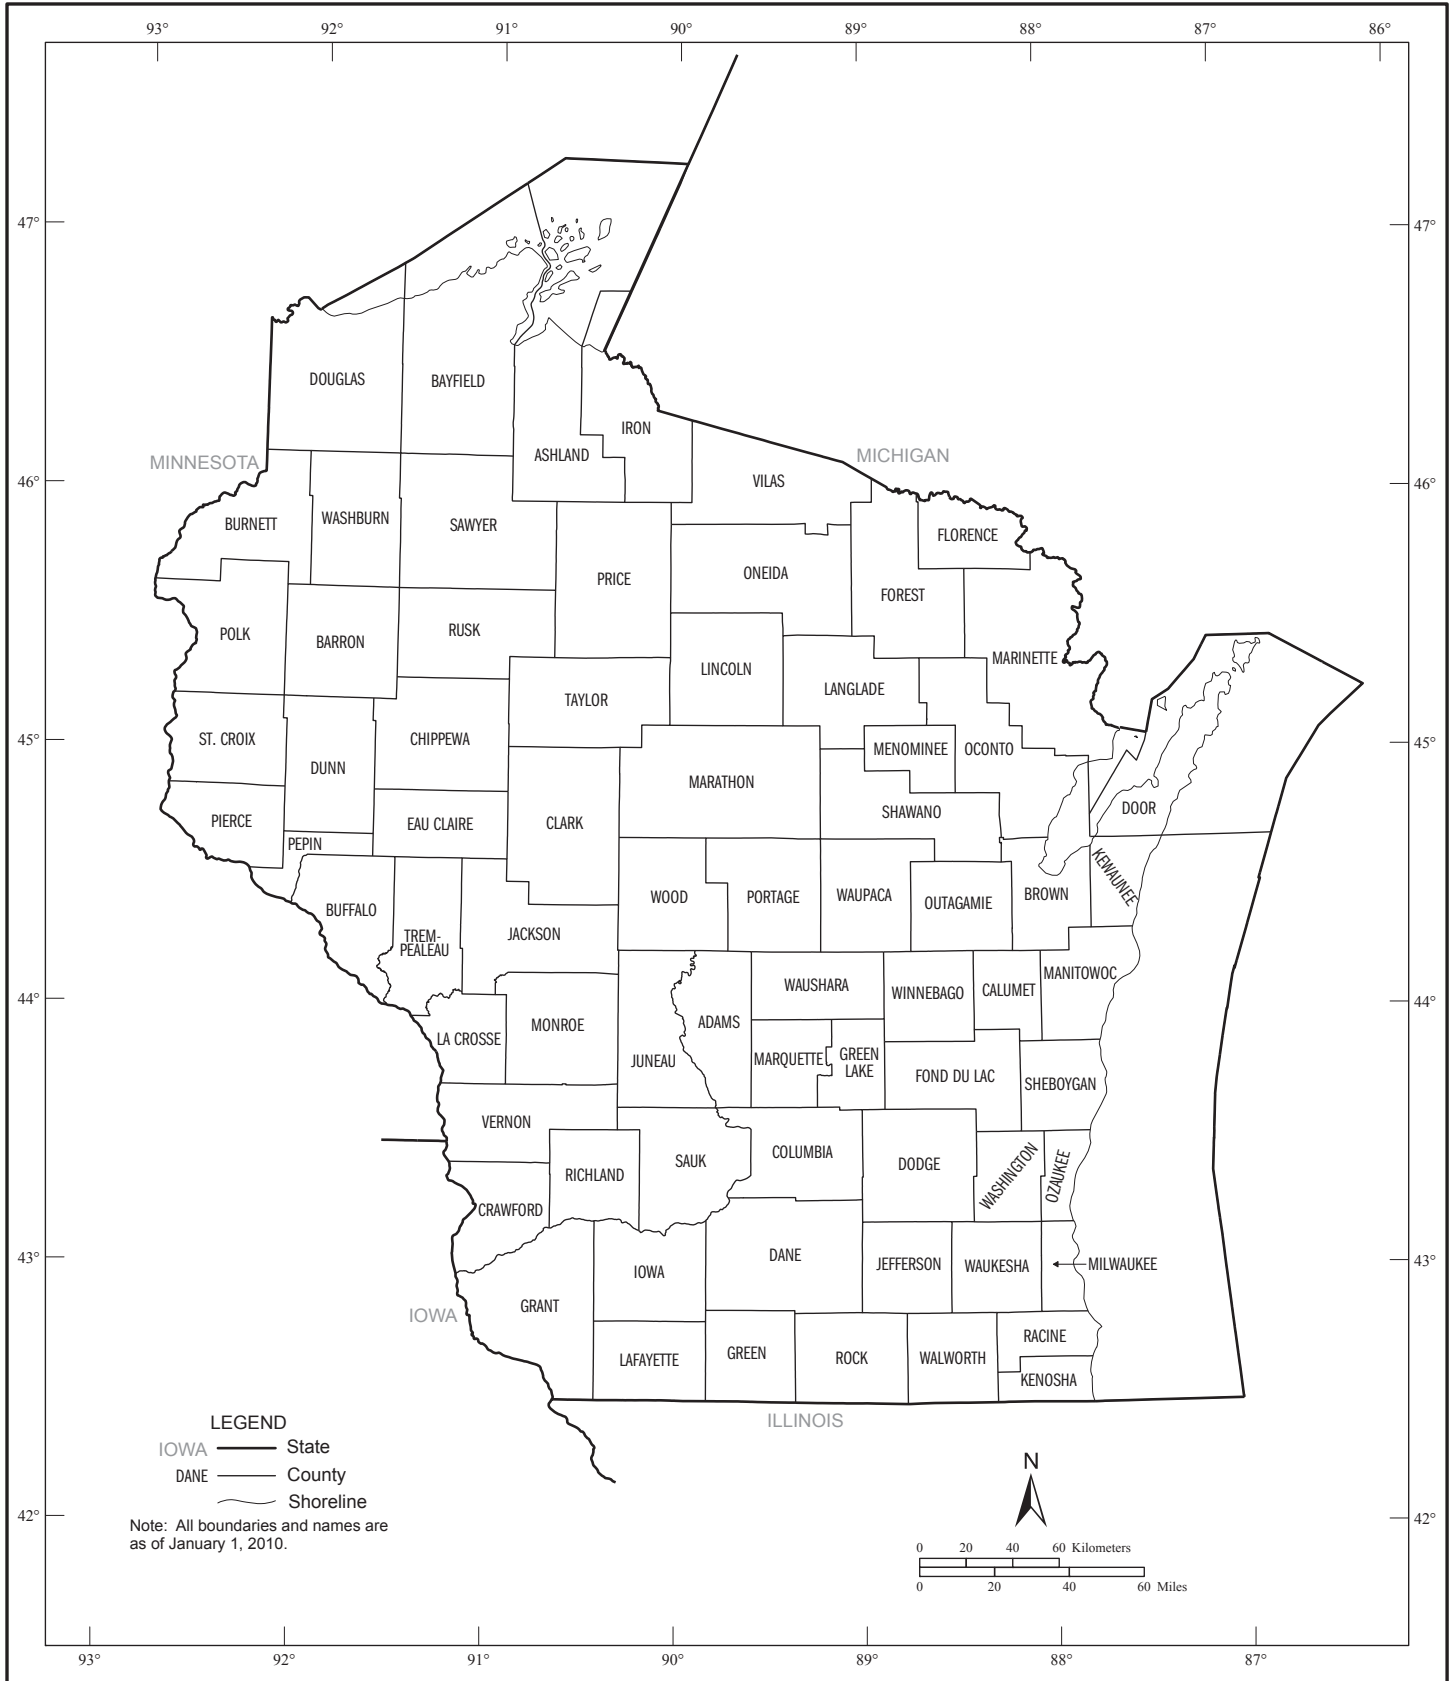 93° 92° 91° 90° 89° 88° 87° 86°
47° 47°
DOUGLAS
BAYFIELD
IRON
ASHLAND
MINNESOTA
MICHIGAN
46° 46°
VILAS
BURNETT
WASHBURN
SAWYER
FLORENCE
PRICE
ONEIDA
FOREST
POLK
BARRON
RUSK
MARINETTE
LINCOLN
LANGLADE
TAYLOR
45° 45°
ST. CROIX
CHIPPEWA
MENOMINEE
OCONTO
DUNN
MARATHON
DOOR
PIERCE
EAU CLAIRE
CLARK
SHAWANO
PEPIN
KEWAUNEE
BUFFALO
WOOD
PORTAGE
WAUPACA
OUTAGAMIE
BROWN
TREM-
PEALEAU
JACKSON
44° 44°
WAUSHARA
WINNEBAGO
CALUMET
MANITOWOC
LA CROSSE
MONROE
ADAMS
JUNEAU
MARQUETTE
GREEN
LAKE
FOND DU LAC
SHEBOYGAN
VERNON
RICHLAND
SAUK
COLUMBIA
DODGE
WASHINGTON
OZAUKEE
CRAWFORD
43° 43°
DANE
JEFFERSON
WAUKESHA
MILWAUKEE
IOWA
GRANT
IOWA
LAFAYETTE
GREEN
ROCK
WALWORTH
RACINE
KENOSHA
ILLINOIS
LEGEND
IOWA State
DANE County
Shoreline
Note: All boundaries and names are
as of January 1, 2010.
N
42° 42°
0 20 40 60 Kilometers
0 20 40 60 Miles
93° 92° 91° 90° 89° 88° 87°